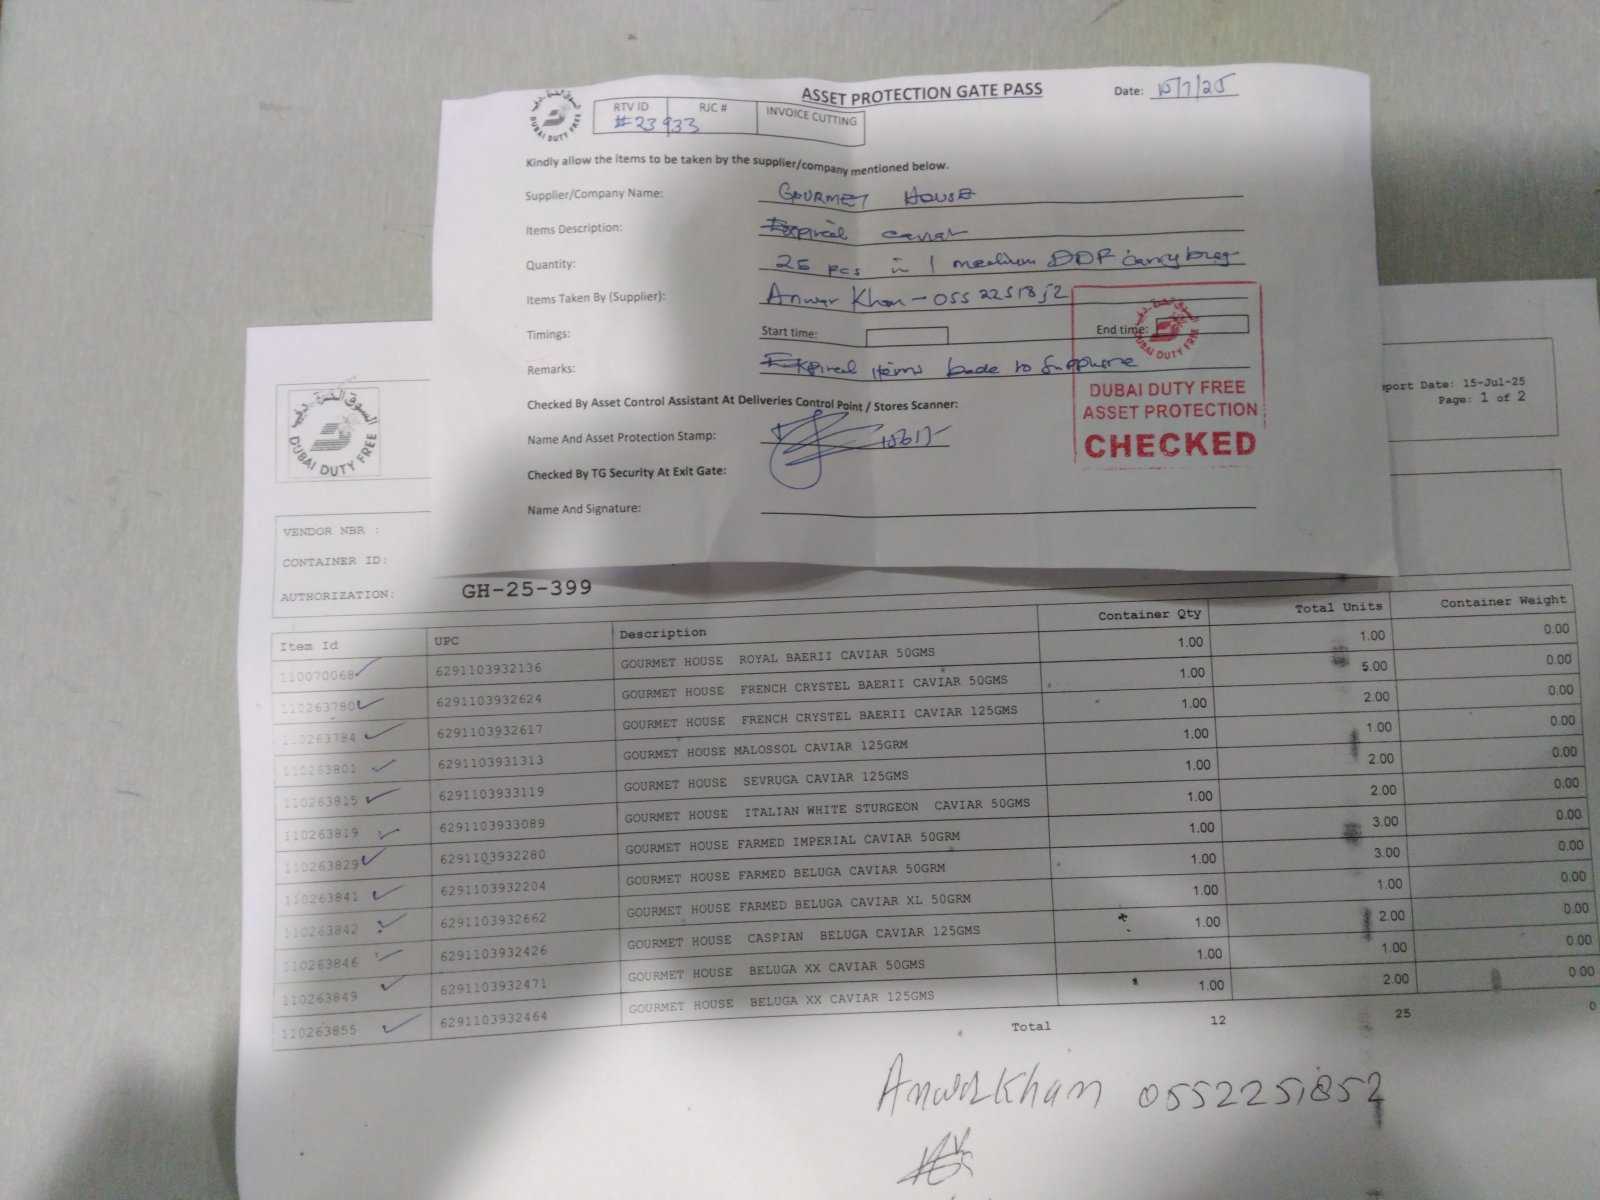 ASSET PROTECTION GATE PASS
Date: 15/7/25
RTV ID
#23933
RJC #
INVOICE CUTTING
السوق الحرة دبي
DUBAI DUTY FREE
Kindly allow the items to be taken by the supplier/company mentioned below.
Supplier/Company Name: GOURMET HOUSE
Items Description: Expired caviar
Quantity: 25 pcs in 1 medium DDF carry bag
Items Taken By (Supplier): Anwar Khan - 0552251852
Timings: Start time: End time:
Remarks: Expired items back to
Checked By Asset Control Assistant At Deliveries Control Point / Stores Scanner:
Name And Asset Protection Stamp:
Checked By TG Security At Exit Gate:
Name And Signature:
DUBAI DUTY FREE
DUBAI DUTY FREE
ASSET PROTECTION
CHECKED
السوق الحرة دبي
DUBAI DUTY FREE
port Date: 15-Jul-25
Page: 1 of 2
VENDOR NBR :
CONTAINER ID:
AUTHORIZATION: GH-25-399
Item Id UPC Description Container Qty Total Units Container Weight
110070068 6291103932136 GOURMET HOUSE ROYAL BAERII CAVIAR 50GMS 1.00 1.00 0.00
110263780 6291103932624 GOURMET HOUSE FRENCH CRYSTEL BAERII CAVIAR 50GMS 1.00 5.00 0.00
110263784 6291103932617 GOURMET HOUSE FRENCH CRYSTEL BAERII CAVIAR 125GMS 1.00 2.00 0.00
110263801 6291103931313 GOURMET HOUSE MALOSSOL CAVIAR 125GRM 1.00 1.00 0.00
110263815 6291103933119 GOURMET HOUSE SEVRUGA CAVIAR 125GMS 1.00 2.00 0.00
110263819 6291103933089 GOURMET HOUSE ITALIAN WHITE STURGEON CAVIAR 50GMS 1.00 2.00 0.00
110263829 6291103932280 GOURMET HOUSE FARMED IMPERIAL CAVIAR 50GRM 1.00 3.00 0.00
110263841 6291103932204 GOURMET HOUSE FARMED BELUGA CAVIAR 50GRM 1.00 3.00 0.00
110263842 6291103932662 GOURMET HOUSE FARMED BELUGA CAVIAR XL 50GRM 1.00 1.00 0.00
110263846 6291103932426 GOURMET HOUSE CASPIAN BELUGA CAVIAR 125GMS 1.00 2.00 0.00
110263849 6291103932471 GOURMET HOUSE BELUGA XX CAVIAR 50GMS 1.00 1.00 0.00
110263855 6291103932464 GOURMET HOUSE BELUGA XX CAVIAR 125GMS 1.00 2.00 0.00
Total 12 25 0
Anwar Khan 0552251852